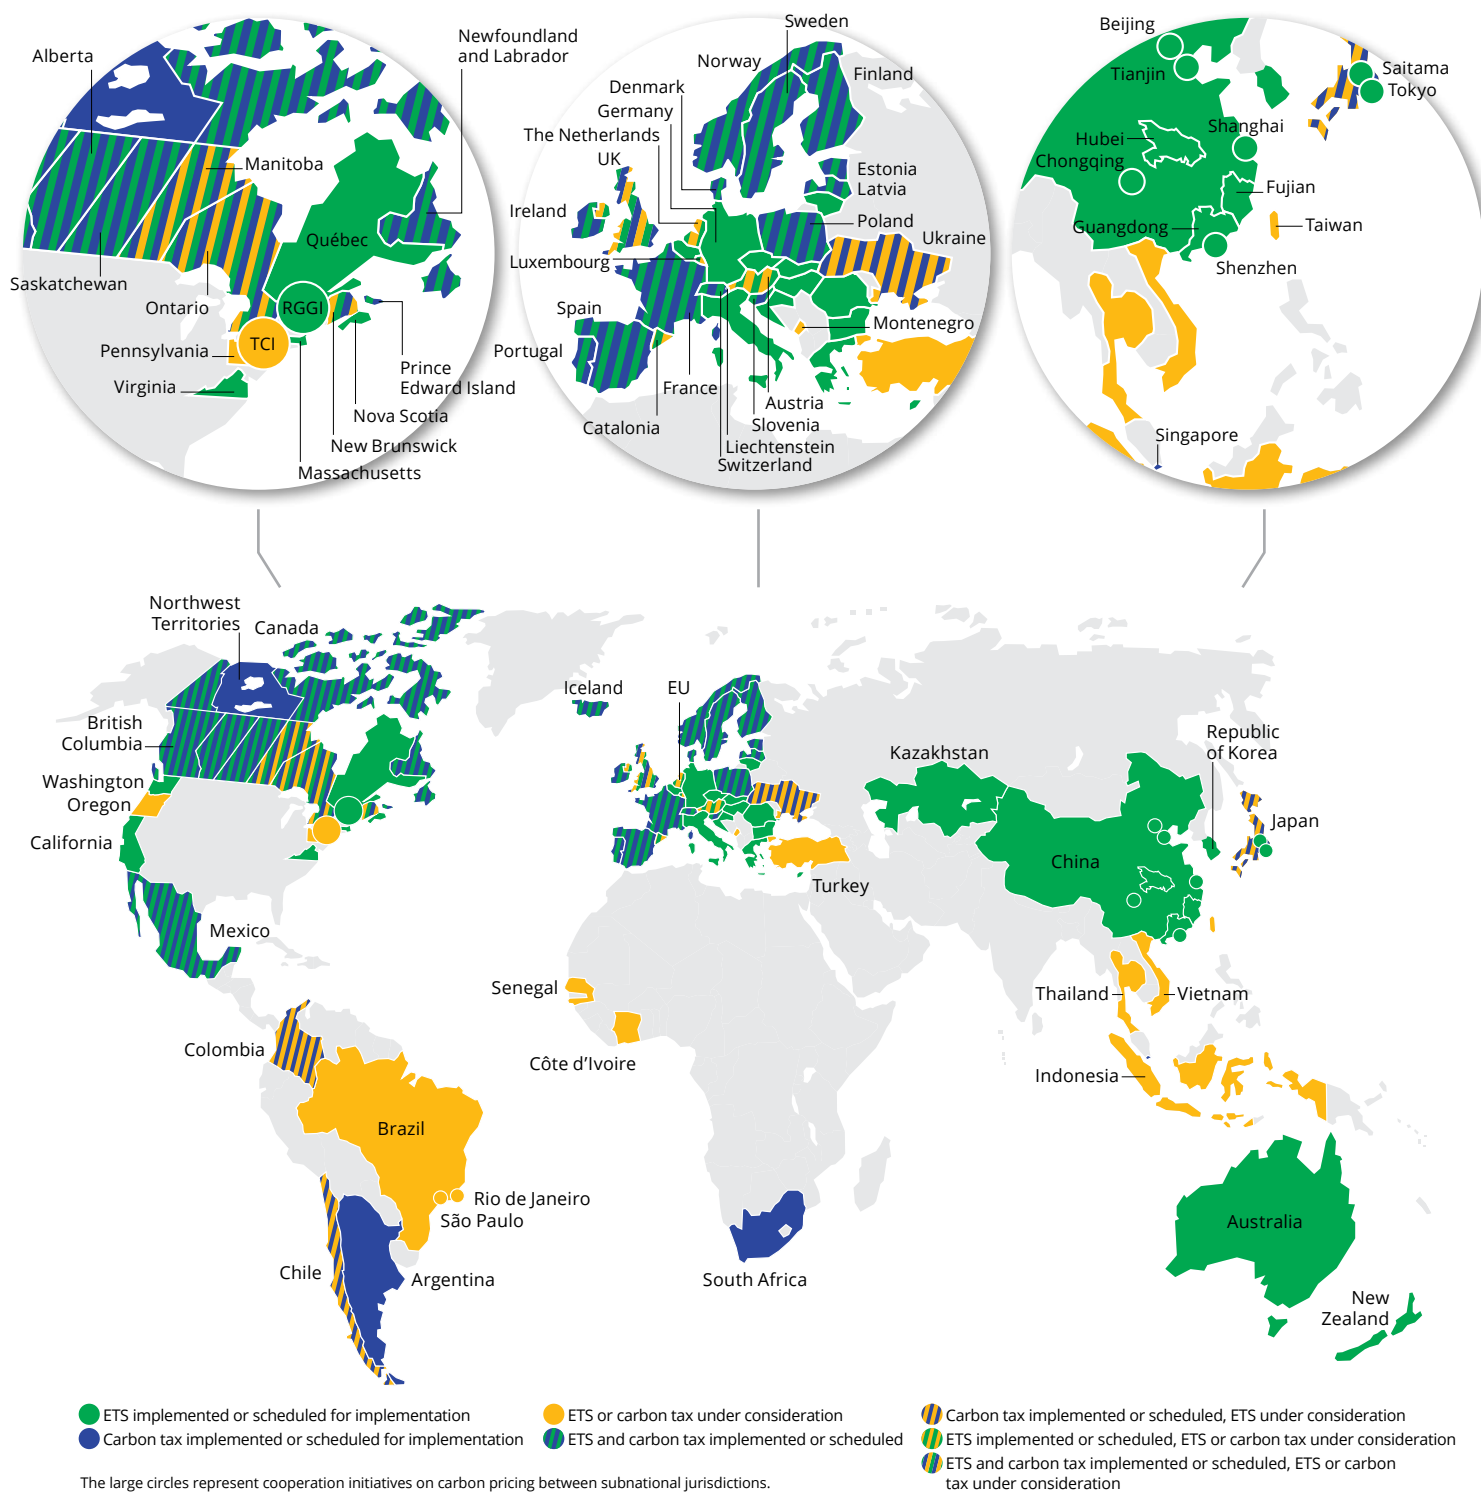 Alberta
Newfoundland
and Labrador
Manitoba
Québec
Saskatchewan
Ontario
RGGI
TCI
Pennsylvania
Virginia
Prince
Edward Island
Nova Scotia
New Brunswick
Massachusetts
Sweden
Norway
Finland
Denmark
Germany
The Netherlands
UK
Estonia
Latvia
Ireland
Poland
Ukraine
Luxembourg
Spain
Montenegro
Portugal
France
Austria
Catalonia
Slovenia
Liechtenstein
Switzerland
Beijing
Tianjin
Saitama
Tokyo
Shanghai
Hubei
Chongqing
Fujian
Guangdong
Taiwan
Shenzhen
Singapore
Northwest
Territories
Canada
Iceland
EU
British
Columbia
Washington
Oregon
California
Kazakhstan
Republic
of Korea
Japan
China
Turkey
Mexico
Senegal
Thailand
Vietnam
Colombia
Côte d’Ivoire
Indonesia
Brazil
Rio de Janeiro
São Paulo
Australia
Chile
Argentina
South Africa
New
Zealand
ETS implemented or scheduled for implementation
Carbon tax implemented or scheduled for implementation
ETS or carbon tax under consideration
ETS and carbon tax implemented or scheduled
Carbon tax implemented or scheduled, ETS under consideration
ETS implemented or scheduled, ETS or carbon tax under consideration
ETS and carbon tax implemented or scheduled, ETS or carbon
tax under consideration
The large circles represent cooperation initiatives on carbon pricing between subnational jurisdictions.